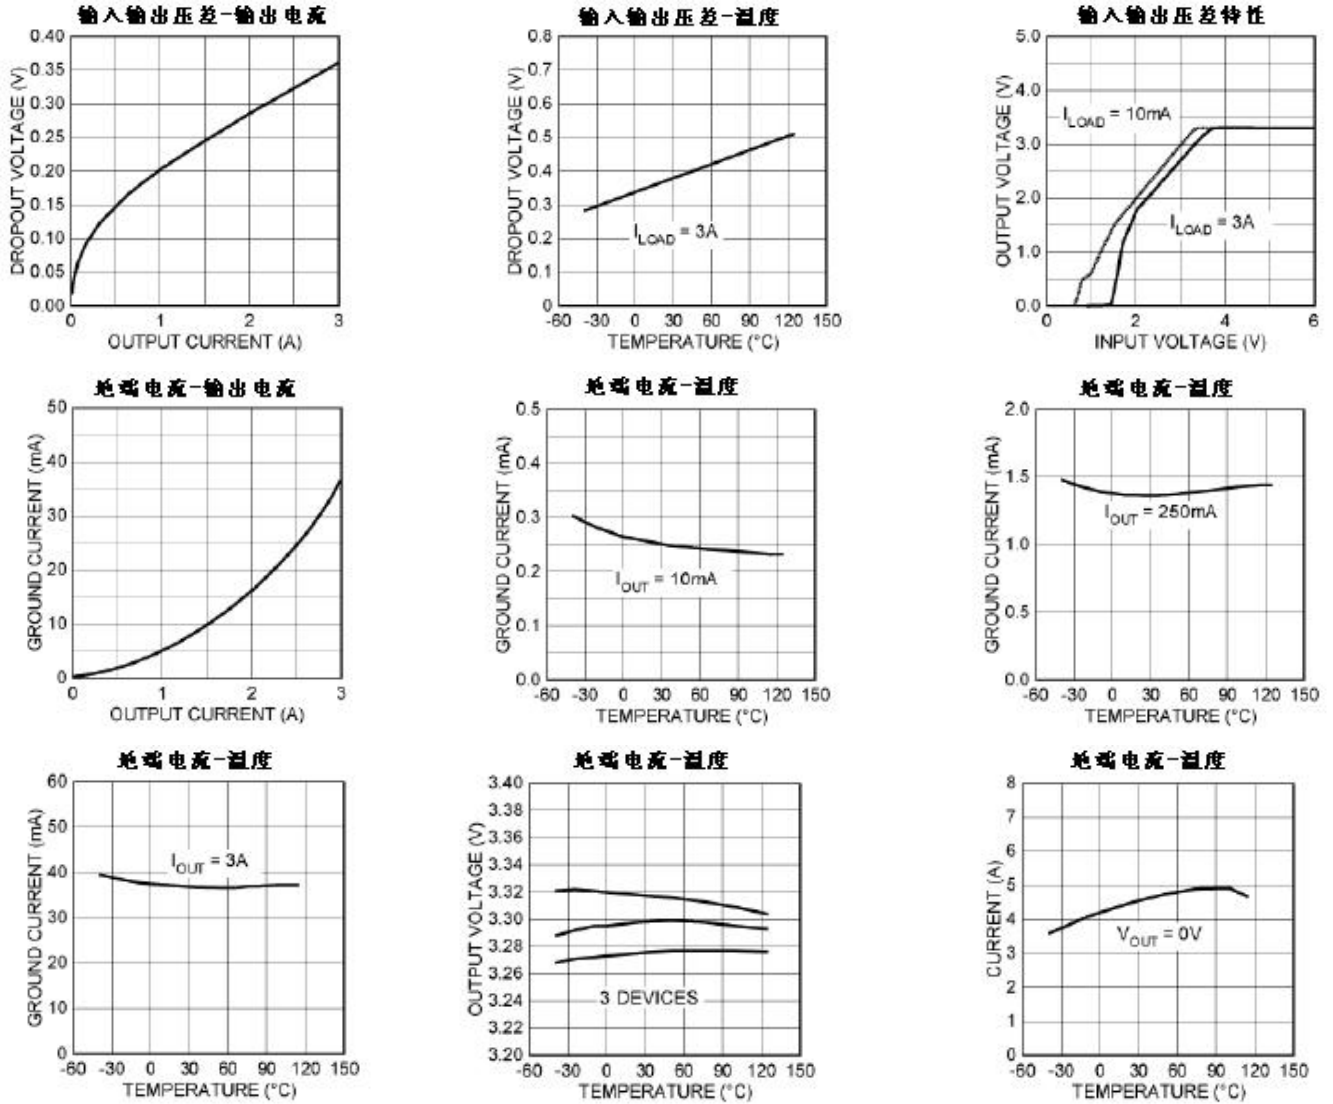 输入输出压差-输出电流
0.40
0.35
0.30
0.25
0.20
0.15
0.10
0.05
0.00
DROPOUT VOLTAGE (V)
0 1 2 3
OUTPUT CURRENT (A)
输入输出压差-温度
0.8
0.7
0.6
0.5
0.4
0.3
0.2
0.1
0
DROPOUT VOLTAGE (V)
I_LOAD = 3A
-60 -30 0 30 60 90 120 150
TEMPERATURE (°C)
输入输出压差特性
5.0
4.0
3.0
2.0
1.0
0.0
OUTPUT VOLTAGE (V)
I_LOAD = 10mA
I_LOAD = 3A
0 2 4 6
INPUT VOLTAGE (V)
地端电流-输出电流
50
40
30
20
10
0
GROUND CURRENT (mA)
0 1 2 3
OUTPUT CURRENT (A)
地端电流-温度
0.5
0.4
0.3
0.2
0.1
0.0
GROUND CURRENT (mA)
I_OUT = 10mA
-60 -30 0 30 60 90 120 150
TEMPERATURE (°C)
地端电流-温度
2.0
1.5
1.0
0.5
0.0
GROUND CURRENT (mA)
I_OUT = 250mA
-60 -30 0 30 60 90 120 150
TEMPERATURE (°C)
地端电流-温度
60
50
40
30
20
10
0
GROUND CURRENT (mA)
I_OUT = 3A
-60 -30 0 30 60 90 120 150
TEMPERATURE (°C)
地端电流-温度
3.40
3.38
3.36
3.34
3.32
3.30
3.28
3.26
3.24
3.22
3.20
OUTPUT VOLTAGE (V)
3 DEVICES
-60 -30 0 30 60 90 120 150
TEMPERATURE (°C)
地端电流-温度
8
7
6
5
4
3
2
1
0
CURRENT (A)
V_OUT = 0V
-60 -30 0 30 60 90 120 150
TEMPERATURE (°C)